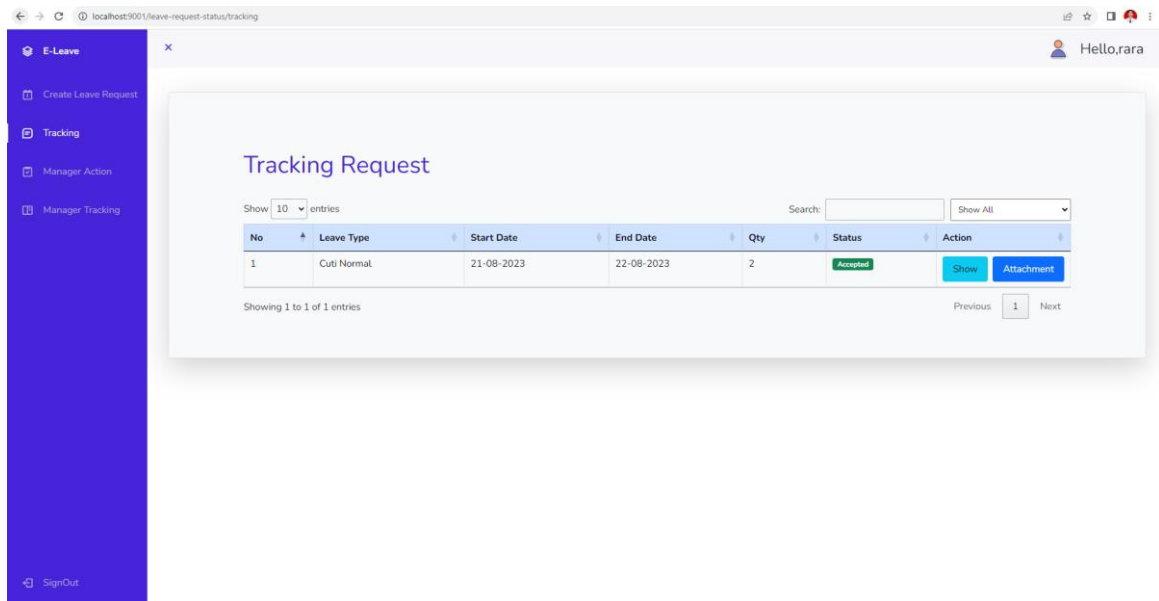 localhost:9001/leave-request-status/tracking
E-Leave
Hello,rara
Create Leave Request
Tracking
Manager Action
Manager Tracking
SignOut
Tracking Request
Show 10 entries
Search:
Show All
No Leave Type Start Date End Date Qty Status Action
1 Cuti Normal 21-08-2023 22-08-2023 2 Accepted Show Attachment
Showing 1 to 1 of 1 entries
Previous 1 Next